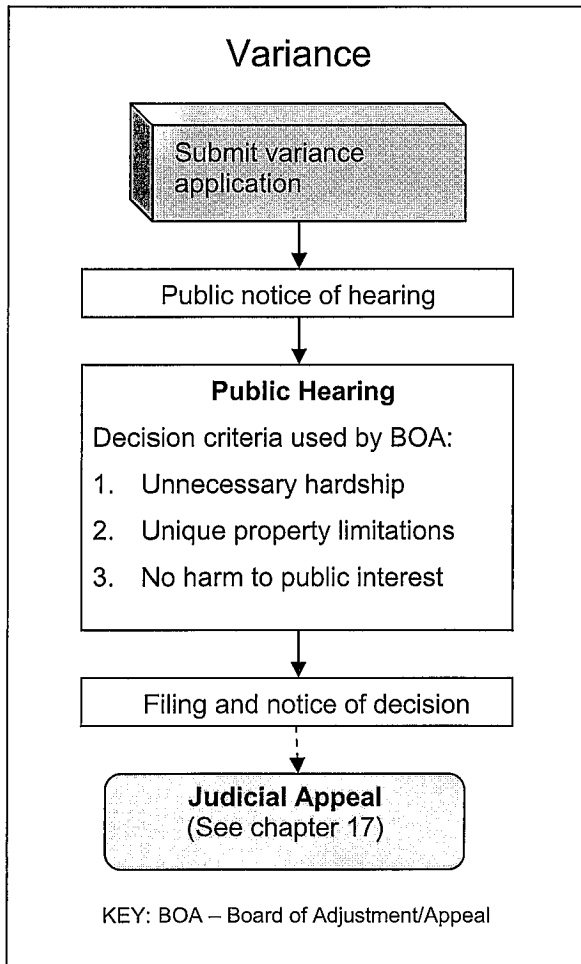 Variance
Submit variance
application
Public notice of hearing
Public Hearing
Decision criteria used by BOA:
1. Unnecessary hardship
2. Unique property limitations
3. No harm to public interest
Filing and notice of decision
Judicial Appeal
(See chapter 17)
KEY: BOA – Board of Adjustment/Appeal